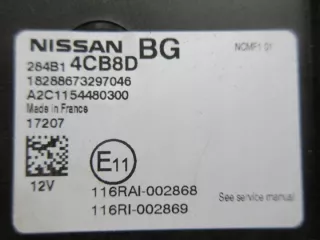 NISSAN BG
NCMF1 01
284B1 4CB8D
18288673297046
A2C1154480300
Made in France
17207
E11
12V
116RAI-002868
See service manual
116RI-002869